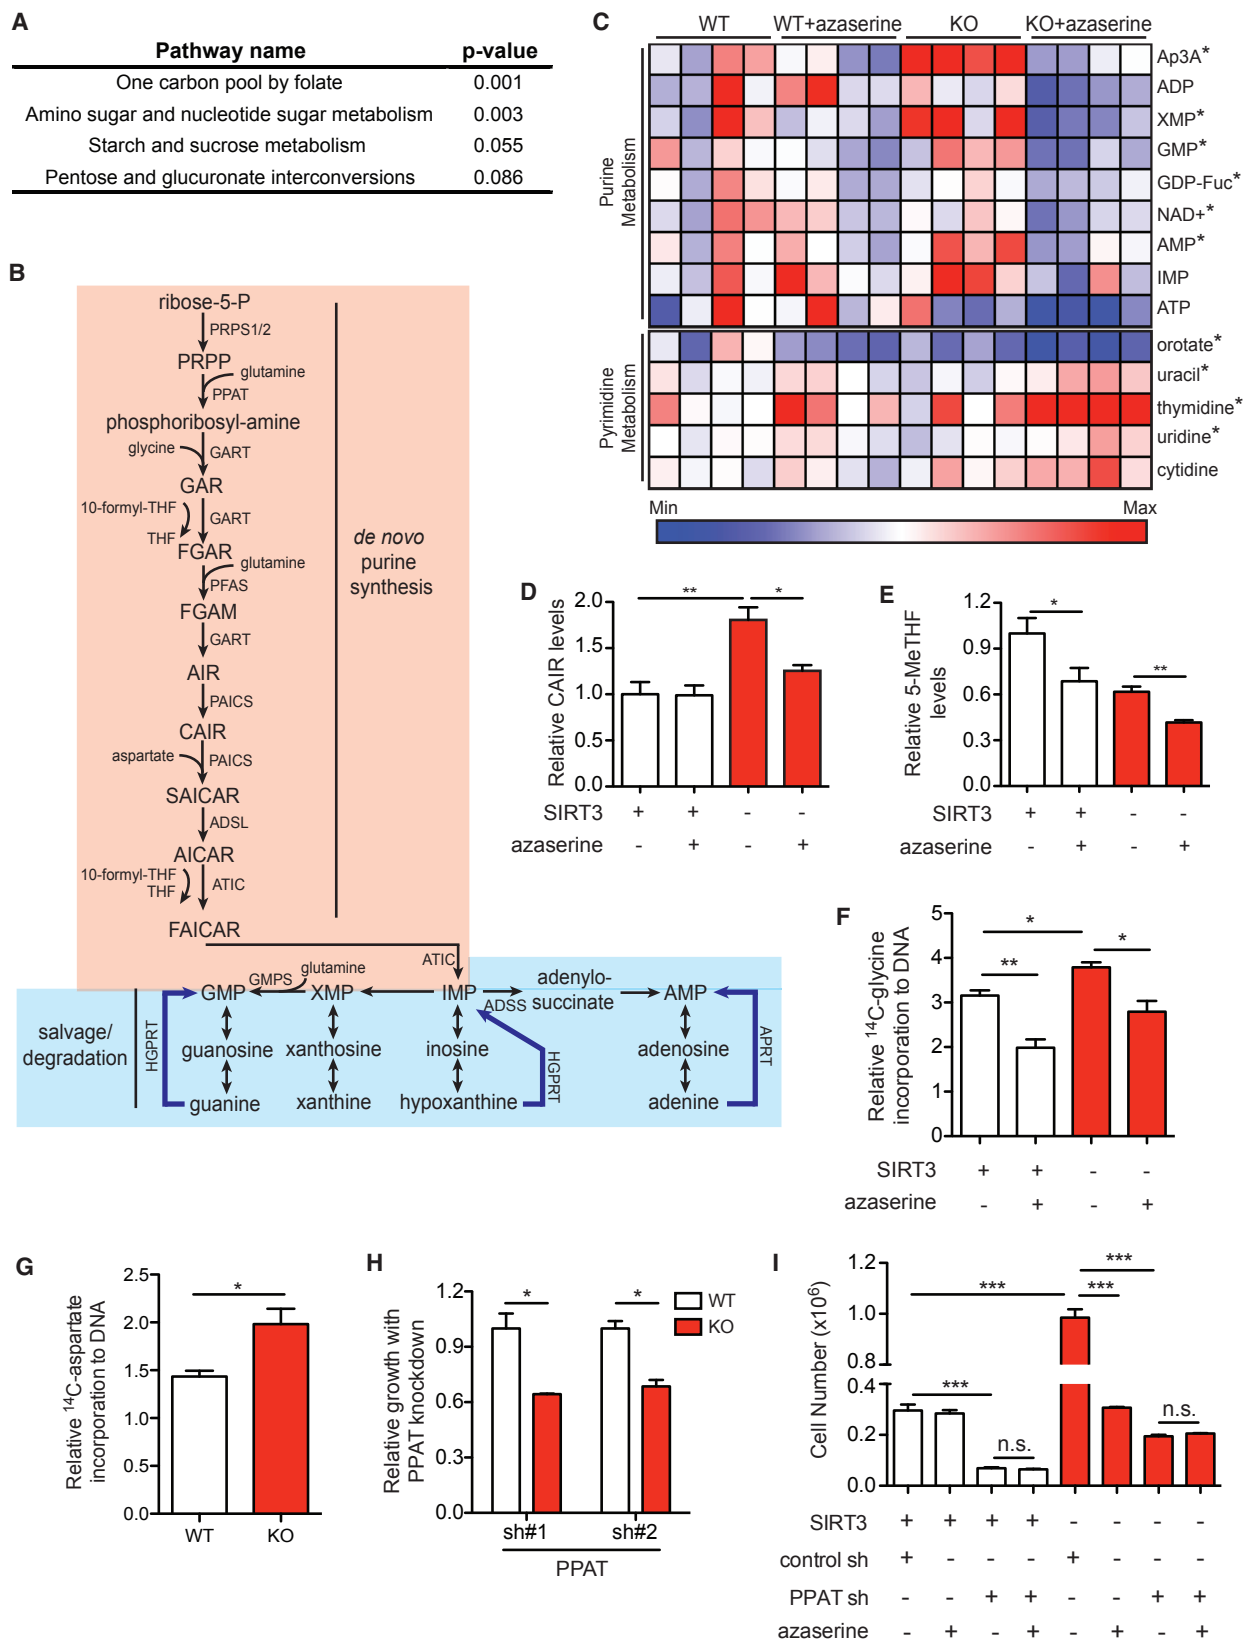 A
Pathway name p-value
One carbon pool by folate 0.001
Amino sugar and nucleotide sugar metabolism 0.003
Starch and sucrose metabolism 0.055
Pentose and glucuronate interconversions 0.086
B
ribose-5-P
PRPS1/2
PRPP
glutamine
PPAT
phosphoribosyl-amine
glycine
GART
GAR
10-formyl-THF
GART
THF
FGAR
glutamine
PFAS
FGAM
GART
AIR
PAICS
CAIR
aspartate
PAICS
SAICAR
ADSL
AICAR
10-formyl-THF
THF
ATIC
FAICAR
de novo
purine
synthesis
ATIC
GMP
GMPS
glutamine
XMP
IMP
ADSS
adenylo-
succinate
AMP
salvage/
degradation
HGPRT
guanosine
xanthosine
inosine
HGPRT
adenosine
APRT
guanine
xanthine
hypoxanthine
adenine
C
WT WT+azaserine KO KO+azaserine
Purine
Metabolism
Ap3A*
ADP
XMP*
GMP*
GDP-Fuc*
NAD+*
AMP*
IMP
ATP
Pyrimidine
Metabolism
orotate*
uracil*
thymidine*
uridine*
cytidine
Min Max
D
Relative CAIR levels
2.0
1.5
1.0
0.5
0.0
** *
SIRT3 + + - -
azaserine - + - +
E
Relative 5-MeTHF
levels
1.2
0.9
0.6
0.3
0.0
* **
SIRT3 + + - -
azaserine - + - +
F
Relative 14C-glycine
incorporation to DNA
5
4
3
2
1
0
*
** *
SIRT3 + + - -
azaserine - + - +
G
Relative 14C-aspartate
incorporation to DNA
2.5
2.0
1.5
1.0
0.5
0.0
*
WT KO
H
Relative growth with
PPAT knockdown
1.2
0.9
0.6
0.3
0.0
* *
WT
KO
sh#1 sh#2
PPAT
I
Cell Number (x10⁶)
1.2
1.0
0.8
0.4
0.2
0.0
***
***
***
***
n.s.
n.s.
SIRT3 + + + + - - - -
control sh + - - - + - - -
PPAT sh - - + + - - + +
azaserine - + - + - + - +